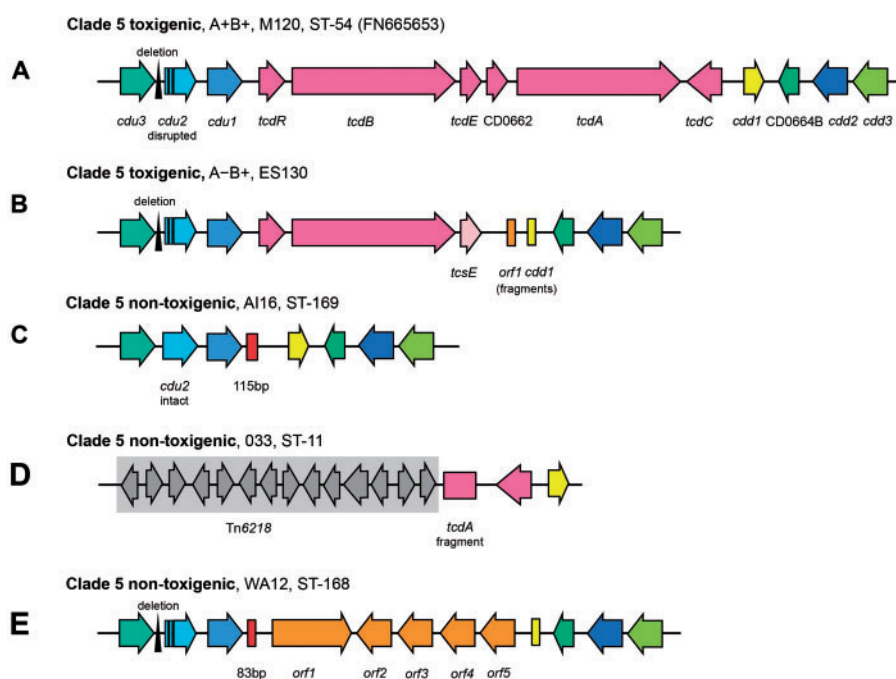 Clade 5 toxigenic, A+B+, M120, ST-54 (FN665653)
deletion
A
cdu3 cdu2 cdu1 tcdR tcdB tcdE CD0662 tcdA tcdC cdd1 CD0664B cdd2 cdd3
disrupted
Clade 5 toxigenic, A−B+, ES130
deletion
B
tcsE orf1 cdd1
(fragments)
Clade 5 non-toxigenic, AI16, ST-169
C
cdu2 115bp
intact
Clade 5 non-toxigenic, 033, ST-11
D
Tn6218 tcdA
fragment
Clade 5 non-toxigenic, WA12, ST-168
deletion
E
83bp orf1 orf2 orf3 orf4 orf5